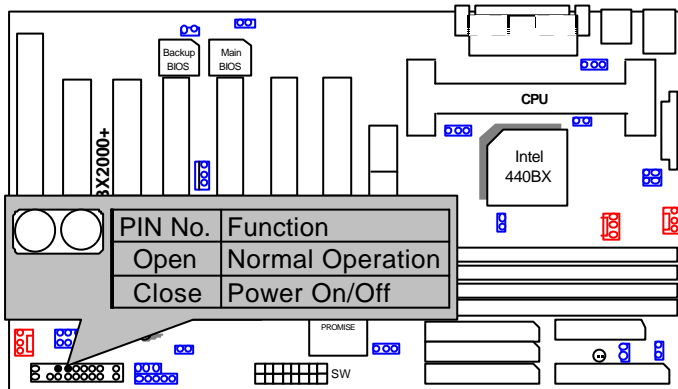 Backup
BIOS
Main
BIOS
CPU
Intel
440BX
BX2000+
PIN No. Function
Open Normal Operation
Close Power On/Off
PROMISE
SW